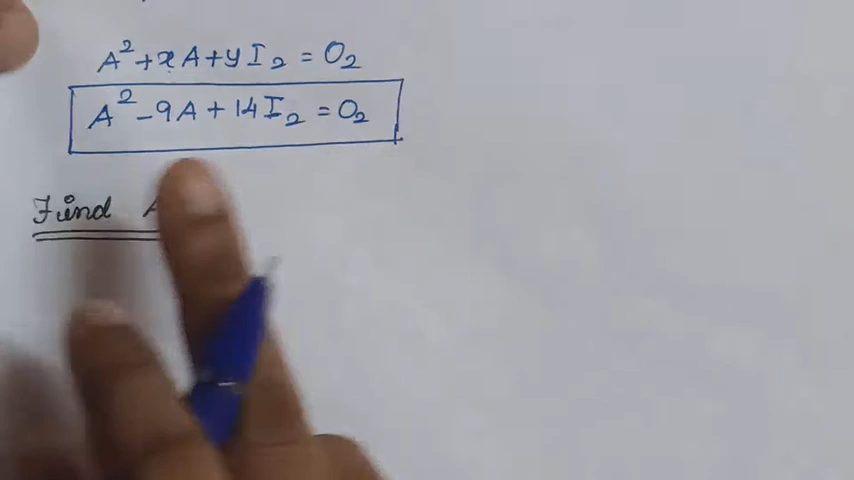 A² + xA + yI₂ = O₂
A² - 9A + 14I₂ = O₂
Find